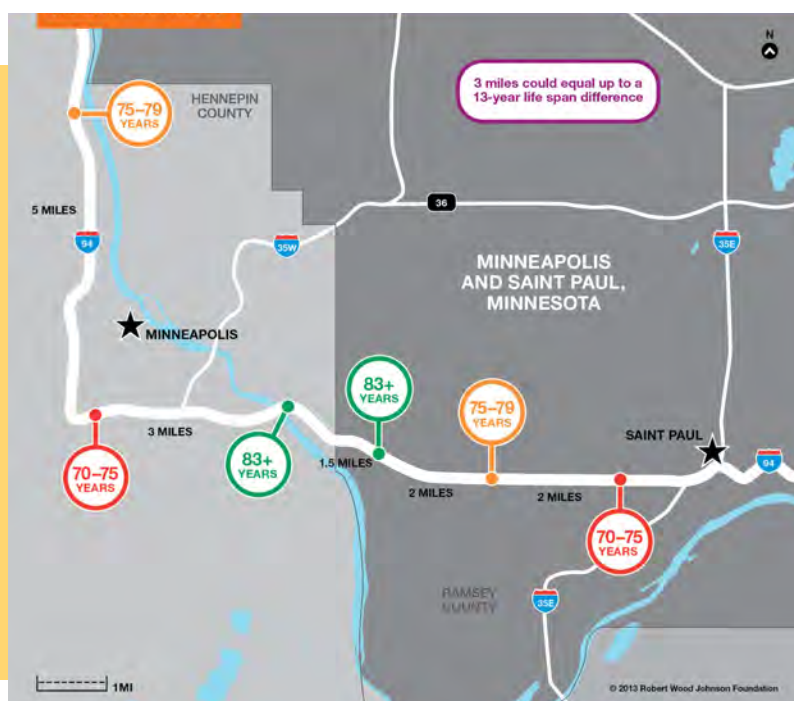 N
3 miles could equal up to a
13-year life span difference
HENNEPIN
COUNTY
75–79
YEARS
5 MILES
36
94
35W
35E
MINNEAPOLIS
AND SAINT PAUL,
MINNESOTA
MINNEAPOLIS
83+
YEARS
75–79
YEARS
SAINT PAUL
3 MILES
83+
YEARS
1.5 MILES
94
70–75
YEARS
2 MILES
2 MILES
70–75
YEARS
RAMSEY
COUNTY
35E
1MI
© 2013 Robert Wood Johnson Foundation